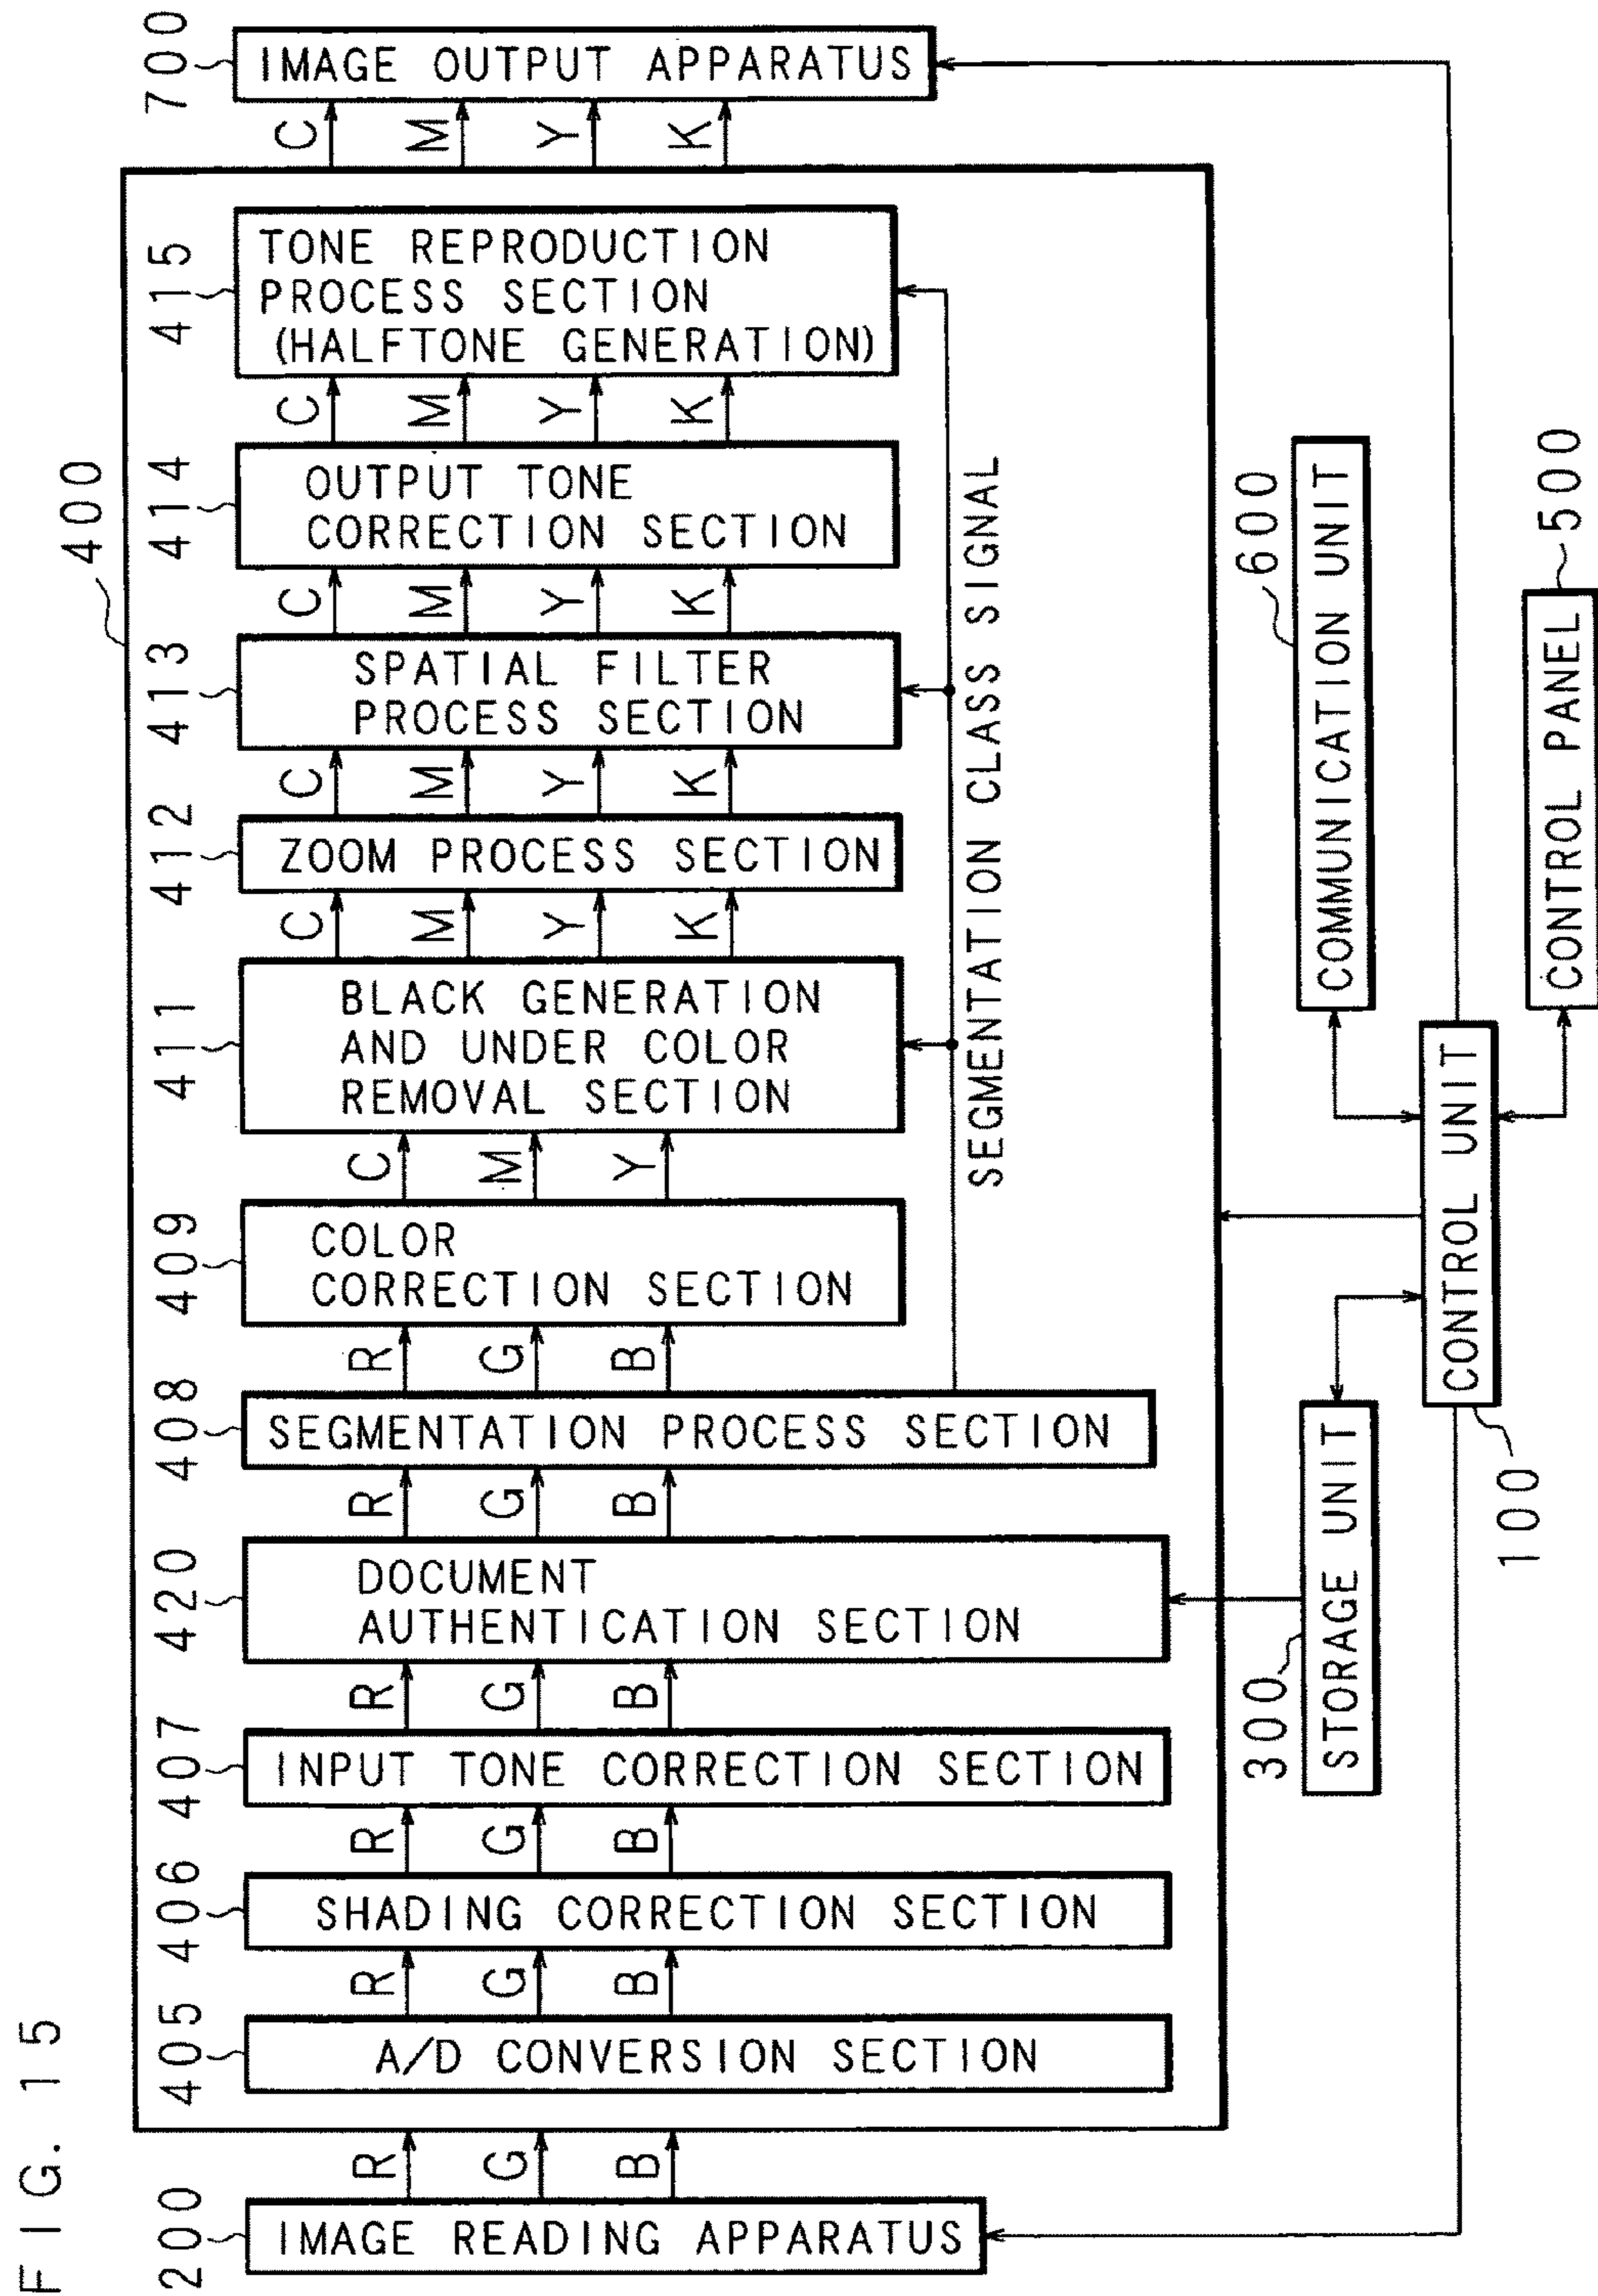 FIG. 15
400
200
IMAGE READING APPARATUS
R
G
B
405
A/D CONVERSION SECTION
R
G
B
406
SHADING CORRECTION SECTION
R
G
B
407
INPUT TONE CORRECTION SECTION
R
G
B
420
DOCUMENT
AUTHENTICATION SECTION
R
G
B
408
SEGMENTATION PROCESS SECTION
R
G
B
409
COLOR
CORRECTION SECTION
C
M
Y
411
BLACK GENERATION
AND UNDER COLOR
REMOVAL SECTION
C
M
Y
K
412
ZOOM PROCESS SECTION
C
M
Y
K
413
SPATIAL FILTER
PROCESS SECTION
C
M
Y
K
414
OUTPUT TONE
CORRECTION SECTION
C
M
Y
K
415
TONE REPRODUCTION
PROCESS SECTION
(HALFTONE GENERATION)
C
M
Y
K
700
IMAGE OUTPUT APPARATUS
SEGMENTATION CLASS SIGNAL
300
STORAGE UNIT
600
COMMUNICATION UNIT
100
CONTROL UNIT
CONTROL PANEL
500